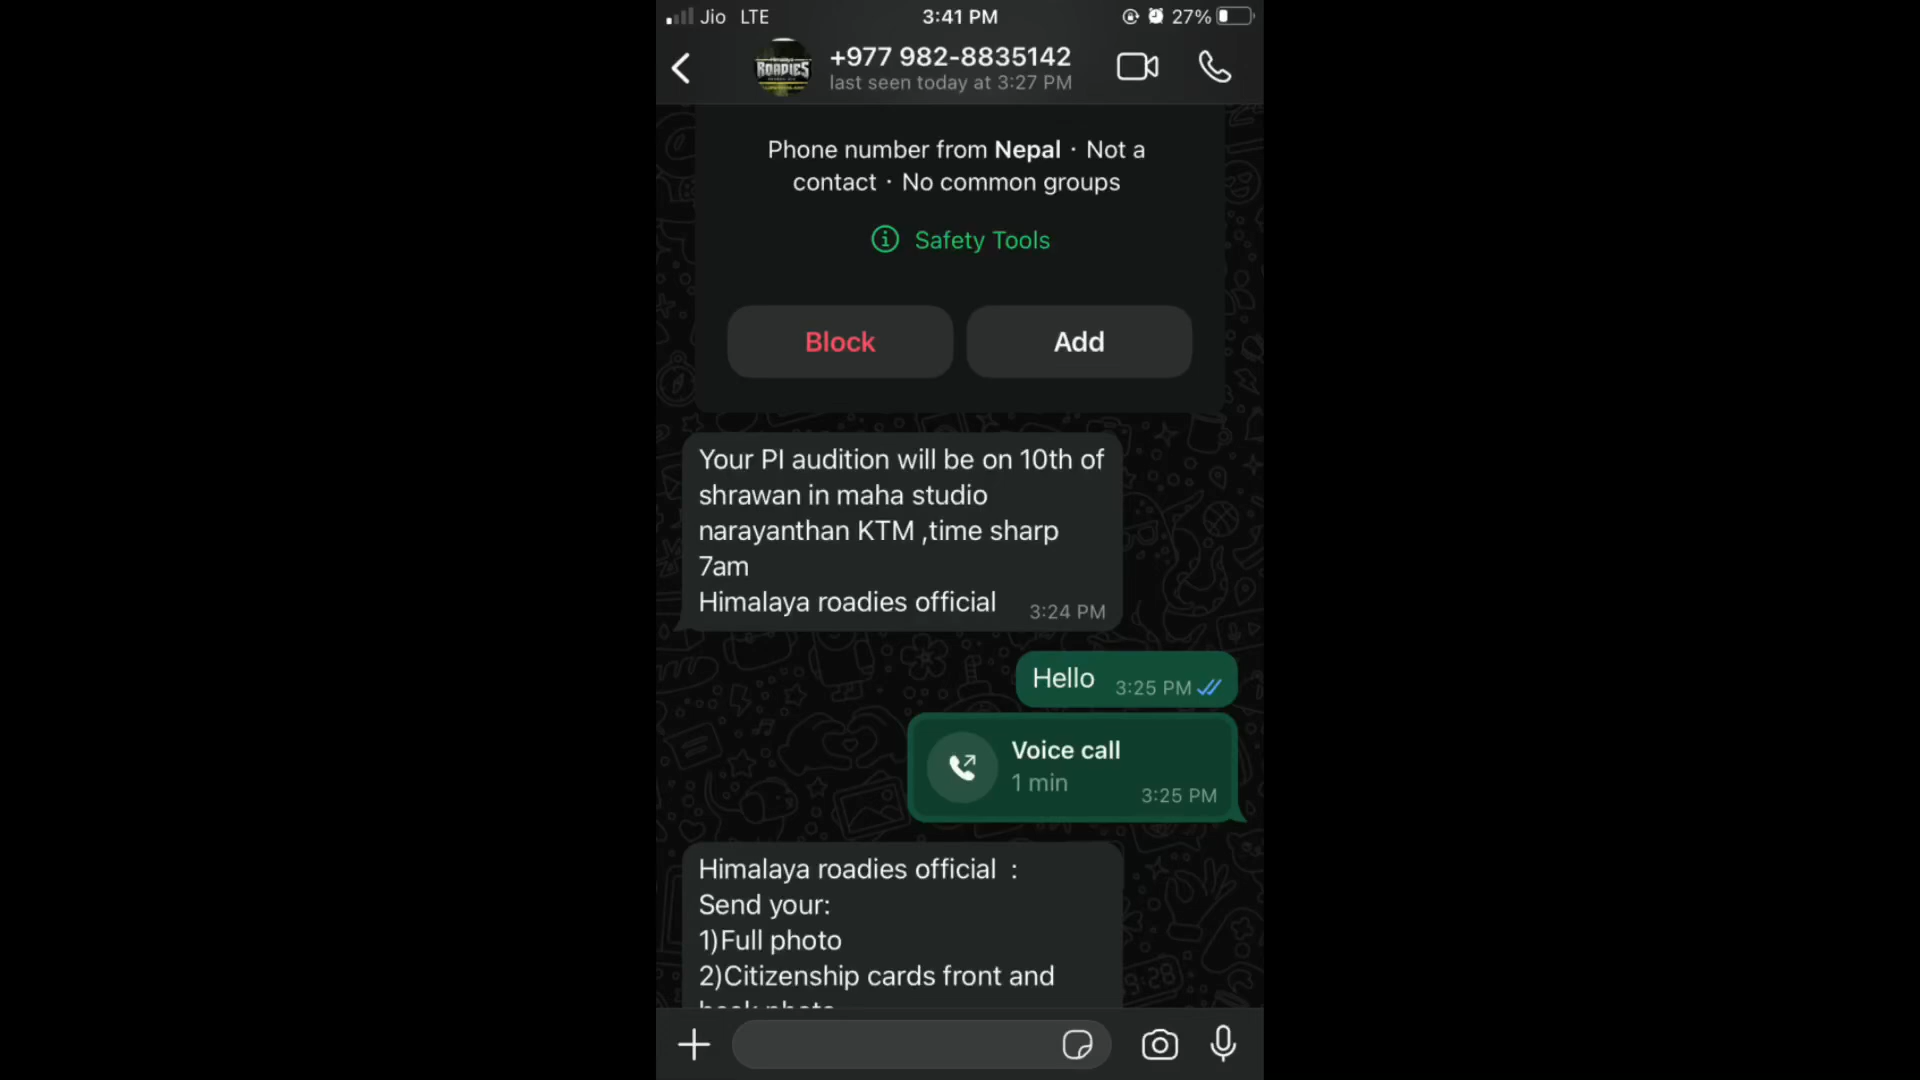 Jio LTE 3:41 PM 27%
ROADIES +977 982-8835142
last seen today at 3:27 PM
Phone number from Nepal · Not a
contact · No common groups
Safety Tools
Block Add
Your PI audition will be on 10th of
shrawan in maha studio
narayanthan KTM ,time sharp
7am
Himalaya roadies official 3:24 PM
Hello 3:25 PM
Voice call
1 min
3:25 PM
Himalaya roadies official :
Send your:
1)Full photo
2)Citizenship cards front and
back photo